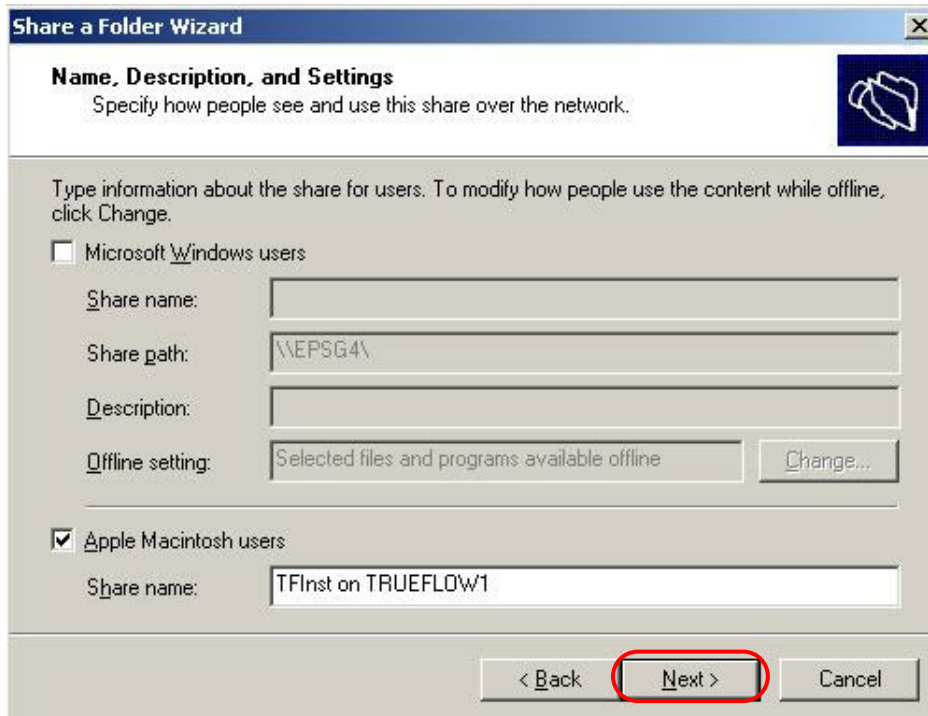 Share a Folder Wizard
Name, Description, and Settings
Specify how people see and use this share over the network.
Type information about the share for users. To modify how people use the content while offline,
click Change.
Microsoft Windows users
Share name:
Share path: \\EPSG4\
Description:
Offline setting: Selected files and programs available offline Change...
Apple Macintosh users
Share name: TFInst on TRUEFLOW1
< Back Next > Cancel